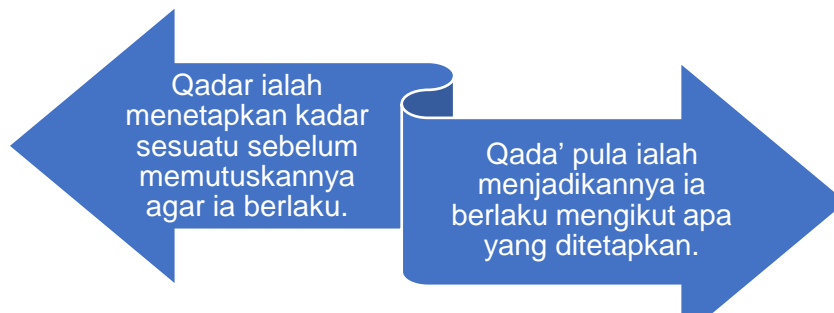 Qadar ialah
menetapkan kadar
sesuatu sebelum
memutuskannya
agar ia berlaku.
Qada’ pula ialah
menjadikannya ia
berlaku mengikut apa
yang ditetapkan.